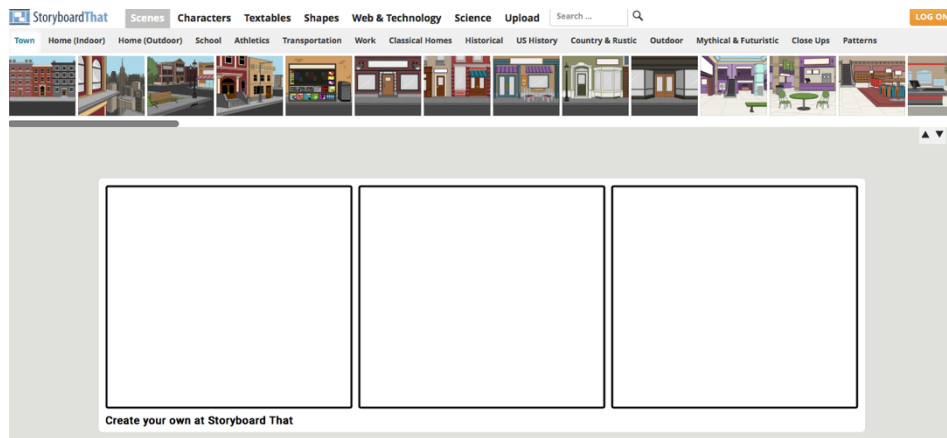 StoryboardThat Scenes Characters Textables Shapes Web & Technology Science Upload Search ... LOG ON
Town Home (Indoor) Home (Outdoor) School Athletics Transportation Work Classical Homes Historical US History Country & Rustic Outdoor Mythical & Futuristic Close Ups Patterns
Create your own at Storyboard That